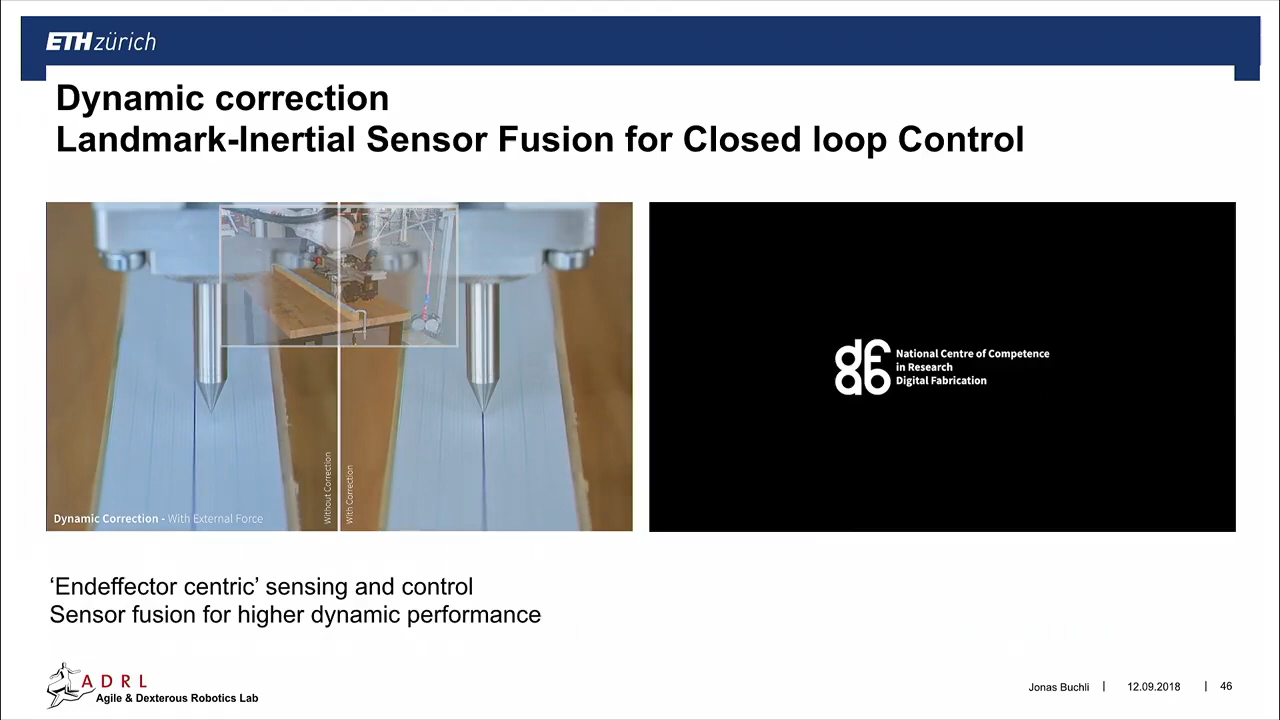 ETH zürich
Dynamic correction
Landmark-Inertial Sensor Fusion for Closed loop Control
Without Correction
With Correction
Dynamic Correction - With External Force
dfab
National Centre of Competence
in Research
Digital Fabrication
‘Endeffector centric’ sensing and control
Sensor fusion for higher dynamic performance
A D R L
Agile & Dexterous Robotics Lab
Jonas Buchli | 12.09.2018 | 46